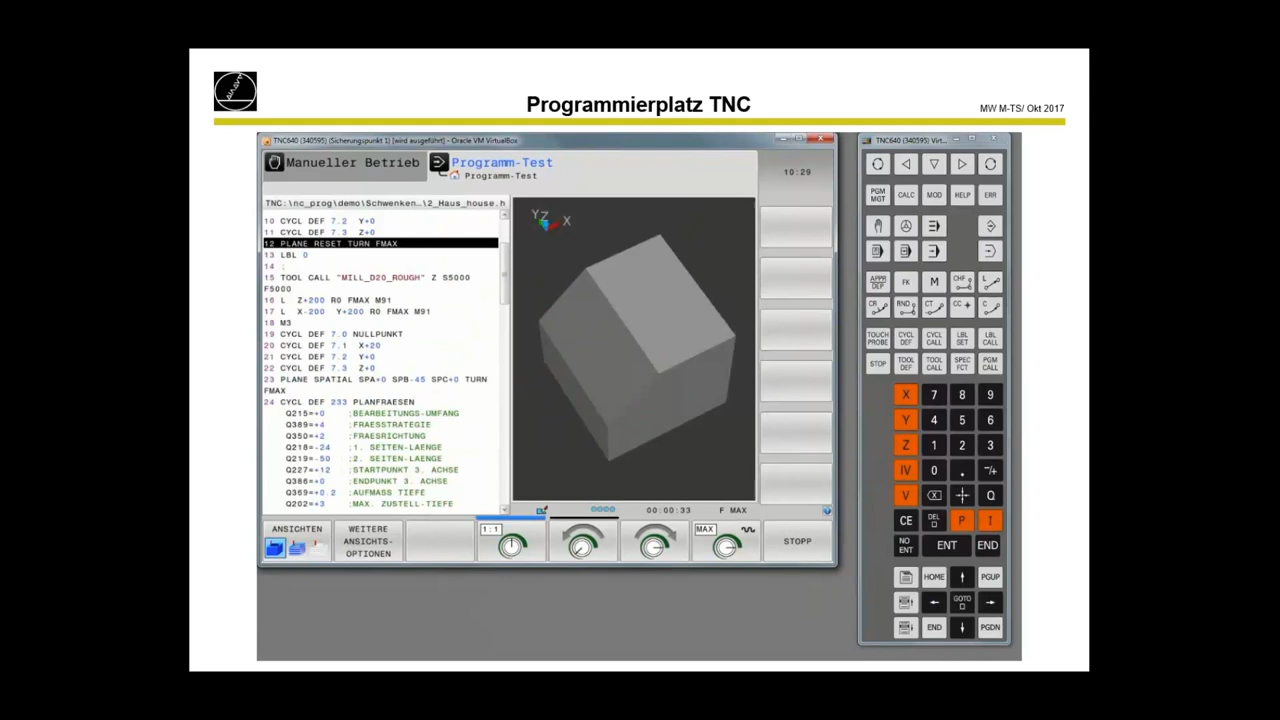 Programmierplatz TNC
MW M-TS/ Okt 2017
TNC640 (340595) (Sicherungspunkt 1) [wird ausgeführt] - Oracle VM VirtualBox
Manueller Betrieb
Programm-Test
Programm-Test
10:29
TNC:\nc_prog\demo\Schwenken…\2_Haus_house.h
10 CYCL DEF 7.2 Y+0
11 CYCL DEF 7.3 Z+0
12 PLANE RESET TURN FMAX
13 LBL 0
14 ;
15 TOOL CALL "MILL_D20_ROUGH" Z S5000
F5000
16 L Z+200 R0 FMAX M91
17 L X-200 Y+200 R0 FMAX M91
18 M3
19 CYCL DEF 7.0 NULLPUNKT
20 CYCL DEF 7.1 X+20
21 CYCL DEF 7.2 Y+0
22 CYCL DEF 7.3 Z+0
23 PLANE SPATIAL SPA+0 SPB-45 SPC+0 TURN
FMAX
24 CYCL DEF 233 PLANFRAESEN
Q215=+0 ;BEARBEITUNGS-UMFANG
Q389=+4 ;FRAESSTRATEGIE
Q350=+2 ;FRAESRICHTUNG
Q218=-24 ;1. SEITEN-LAENGE
Q219=-50 ;2. SEITEN-LAENGE
Q227=+12 ;STARTPUNKT 3. ACHSE
Q386=+0 ;ENDPUNKT 3. ACHSE
Q369=+0.2 ;AUFMASS TIEFE
Q202=+3 ;MAX. ZUSTELL-TIEFE
Y Z X
00:00:33 F MAX
ANSICHTEN
WEITERE
ANSICHTS-
OPTIONEN
1:1
MAX
STOPP
TNC640 (340595) Virt...
PGM MGT CALC MOD HELP ERR
APPR DEP FK M CHF L
CR RND CT CC C
TOUCH PROBE CYCL DEF CYCL CALL LBL SET LBL CALL
STOP TOOL DEF TOOL CALL SPEC FCT PGM CALL
X 7 8 9
Y 4 5 6
Z 1 2 3
IV 0 . -/+
V Q
CE DEL P I
NO ENT ENT END
HOME PGUP
GOTO
END PGDN